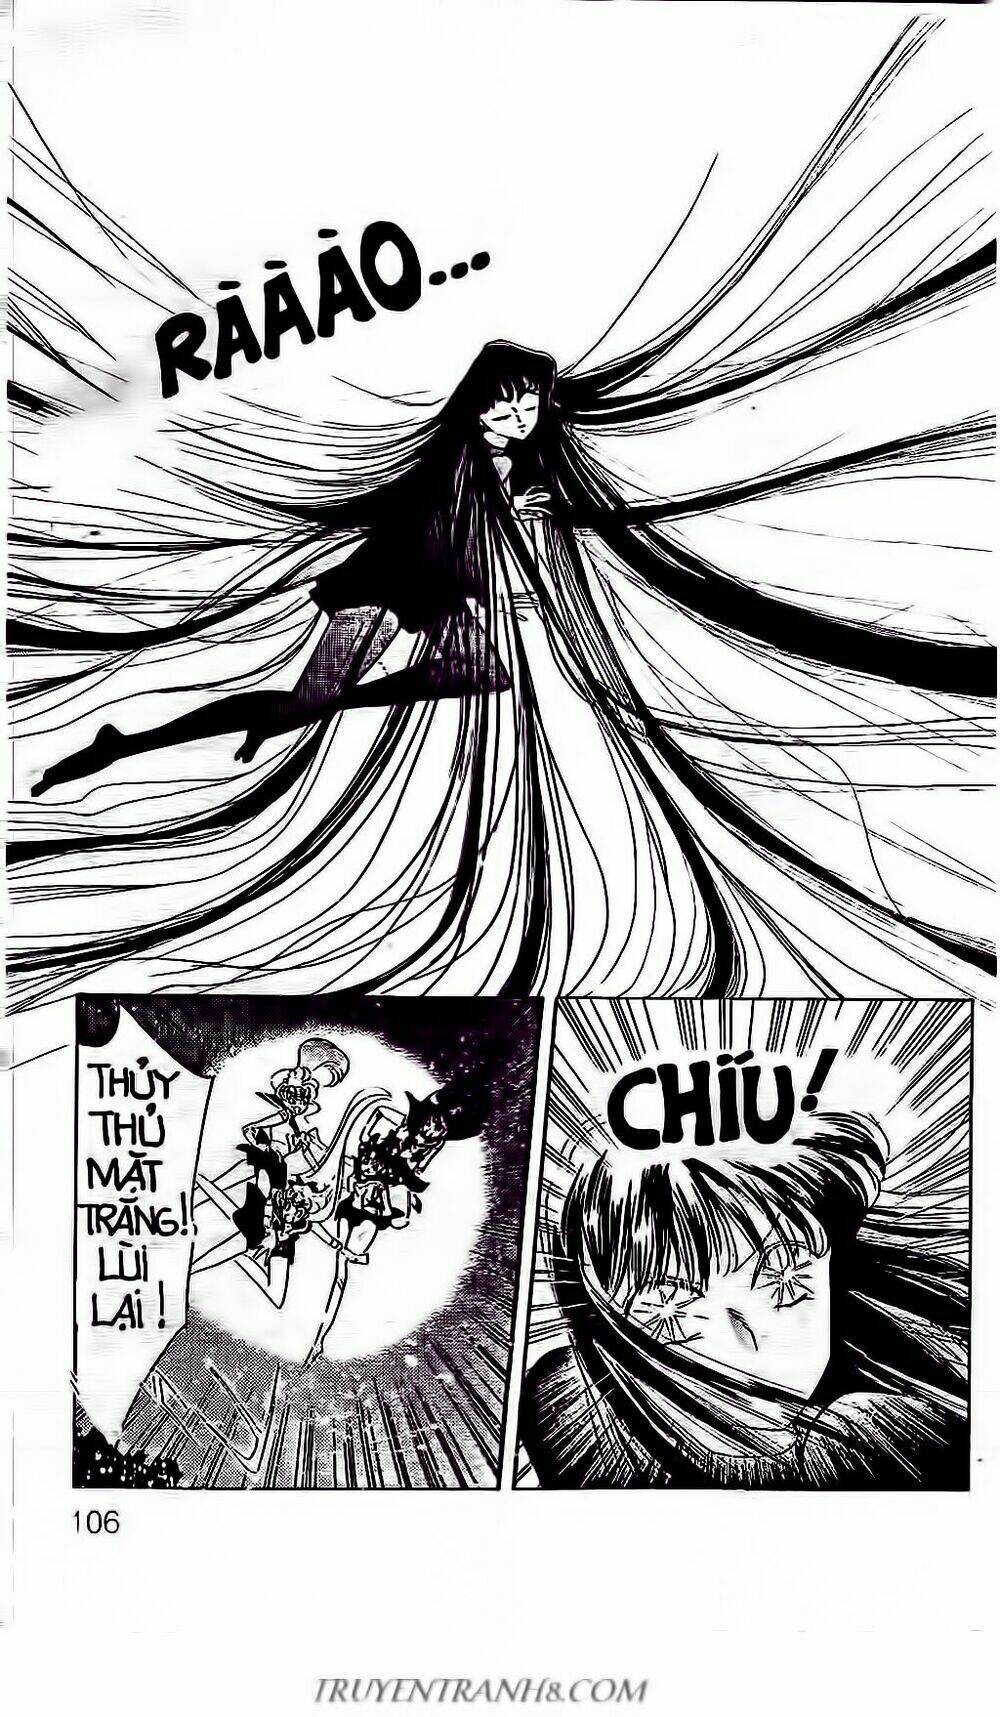 RÀÀÀO...
THỦY
THỦ
MẶT
TRĂNG!
LÙI
LẠI!
CHÍU!
106
TRUYENTRANH8.COM